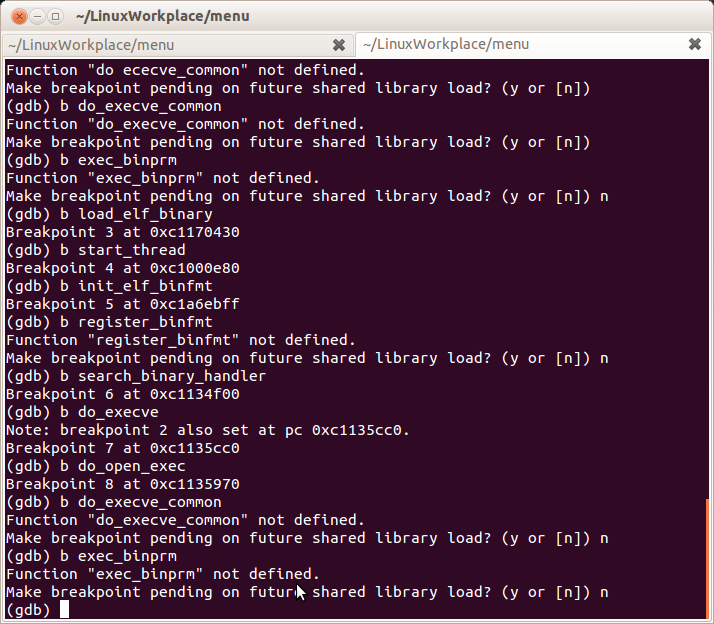 ~/LinuxWorkplace/menu
~/LinuxWorkplace/menu
~/LinuxWorkplace/menu
Function "do ececve_common" not defined.
Make breakpoint pending on future shared library load? (y or [n])
(gdb) b do_execve_common
Function "do_execve_common" not defined.
Make breakpoint pending on future shared library load? (y or [n])
(gdb) b exec_binprm
Function "exec_binprm" not defined.
Make breakpoint pending on future shared library load? (y or [n]) n
(gdb) b load_elf_binary
Breakpoint 3 at 0xc1170430
(gdb) b start_thread
Breakpoint 4 at 0xc1000e80
(gdb) b init_elf_binfmt
Breakpoint 5 at 0xc1a6ebff
(gdb) b register_binfmt
Function "register_binfmt" not defined.
Make breakpoint pending on future shared library load? (y or [n]) n
(gdb) b search_binary_handler
Breakpoint 6 at 0xc1134f00
(gdb) b do_execve
Note: breakpoint 2 also set at pc 0xc1135cc0.
Breakpoint 7 at 0xc1135cc0
(gdb) b do_open_exec
Breakpoint 8 at 0xc1135970
(gdb) b do_execve_common
Function "do_execve_common" not defined.
Make breakpoint pending on future shared library load? (y or [n]) n
(gdb) b exec_binprm
Function "exec_binprm" not defined.
Make breakpoint pending on future shared library load? (y or [n]) n
(gdb)